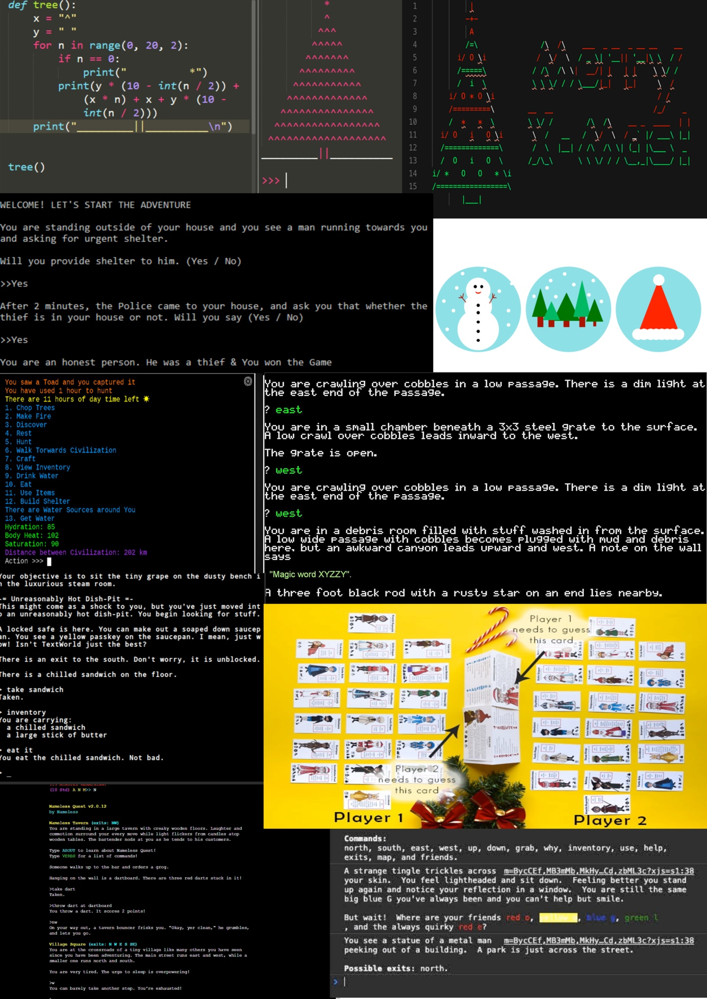 def tree():
x = "^"
y = " "
for n in range(0, 20, 2):
if n == 0:
print("          *")
print(y * (10 - int(n / 2)) +
(x * n) + x + y * (10 -
int(n / 2)))
print("_________||__________\n")
tree()
*
^
^^^
^^^^^
^^^^^^^
^^^^^^^^^
^^^^^^^^^^^
^^^^^^^^^^^^^
^^^^^^^^^^^^^^^
^^^^^^^^^^^^^^^^^
^^^^^^^^^^^^^^^^^^^
_________||__________
>>>
1
2
3
4
5
6
7
8
9
10
11
12
13
14
15
Merry
X-Mas!
WELCOME! LET'S START THE ADVENTURE
You are standing outside of your house and you see a man running towards you
and asking for urgent shelter.
Will you provide shelter to him. (Yes / No)
>>Yes
After 2 minutes, the Police came to your house, and ask you that whether the
thief is in your house or not. Will you say (Yes / No)
>>Yes
You are an honest person. He was a thief & You won the Game
You saw a Toad and you captured it
You have used 1 hour to hunt
There are 11 hours of day time left ☀
1. Chop Trees
2. Make Fire
3. Discover
4. Rest
5. Hunt
6. Walk Torwards Civilization
7. Craft
8. View Inventory
9. Drink Water
10. Eat
11. Use Items
12. Build Shelter
There are Water Sources around You
13. Get Water
Hydration: 85
Body Heat: 102
Saturation: 90
Distance between Civilization: 202 km
Action >>>
You are crawling over cobbles in a low passage. There is a dim light at
the east end of the passage.
? east
You are in a small chamber beneath a 3x3 steel grate to the surface.
A low crawl over cobbles leads inward to the west.
The grate is open.
? west
You are crawling over cobbles in a low passage. There is a dim light at
the east end of the passage.
? west
You are in a debris room filled with stuff washed in from the surface.
A low wide passage with cobbles becomes plugged with mud and debris
here, but an awkward canyon leads upward and west. A note on the wall
says
"Magic word XYZZY".
A three foot black rod with a rusty star on an end lies nearby.
Your objective is to sit the tiny grape on the dusty bench i
n the luxurious steam room.
-= Unreasonably Hot Dish-Pit =-
This might come as a shock to you, but you've just moved int
o an unreasonably hot dish-pit. You begin looking for stuff.
A locked safe is here. You can make out a soaped down saucep
an. You see a yellow passkey on the saucepan. I mean, just w
ow! Isn't TextWorld just the best?
There is an exit to the south. Don't worry, it is unblocked.
There is a chilled sandwich on the floor.
> take sandwich
Taken.
> inventory
You are carrying:
a chilled sandwich
a large stick of butter
> eat it
You eat the chilled sandwich. Not bad.
> _
Player 1
needs to guess
this card
Player 2
needs to guess
this card
Player 1
Player 2
(10 Std) A N M>> N
Nameless Quest v2.0.12
by Nameless
Nameless Tavern (exits: NW)
You are standing in a large tavern with creaky wooden floors. Laughter and
commotion surround your every move while light flickers from candles atop
wooden tables. The bartender nods at you as he tends to his customers.
Type ABOUT to learn about Nameless Quest!
Type VERBS for a list of commands!
Someone walks up to the bar and orders a grog.
Hanging on the wall is a dartboard. There are three red darts stuck in it!
>take dart
Taken.
>throw dart at dartboard
You throw a dart. It scores 2 points!
>nw
On your way out, a tavern bouncer frisks you. "Okay, yer clean," he grumbles,
and lets you go.
Village Square (exits: N W E S SE)
You are at the crossroads of a tiny village like many others you have seen
since you have been adventuring. The main street runs east and west, while a
smaller one runs north and south.
You are very tired. The urge to sleep is overpowering!
>w
You can barely take another step. You're exhausted!
Commands:
north, south, east, west, up, down, grab, why, inventory, use, help,
exits, map, and friends.
A strange tingle trickles across m=BycCEf,MB3mMb,MkHy…Cd,zbML3c?xjs=s1:38
your skin. You feel lightheaded and sit down. Feeling better you stand
up again and notice your reflection in a window. You are still the same
big blue G you've always been and you can't help but smile.
But wait! Where are your friends red o, yellow o, blue g, green l
, and the always quirky red e?
You see a statue of a metal man m=BycCEf,MB3mMb,MkHy…Cd,zbML3c?xjs=s1:38
peeking out of a building. A park is just across the street.
Possible exits: north.
>